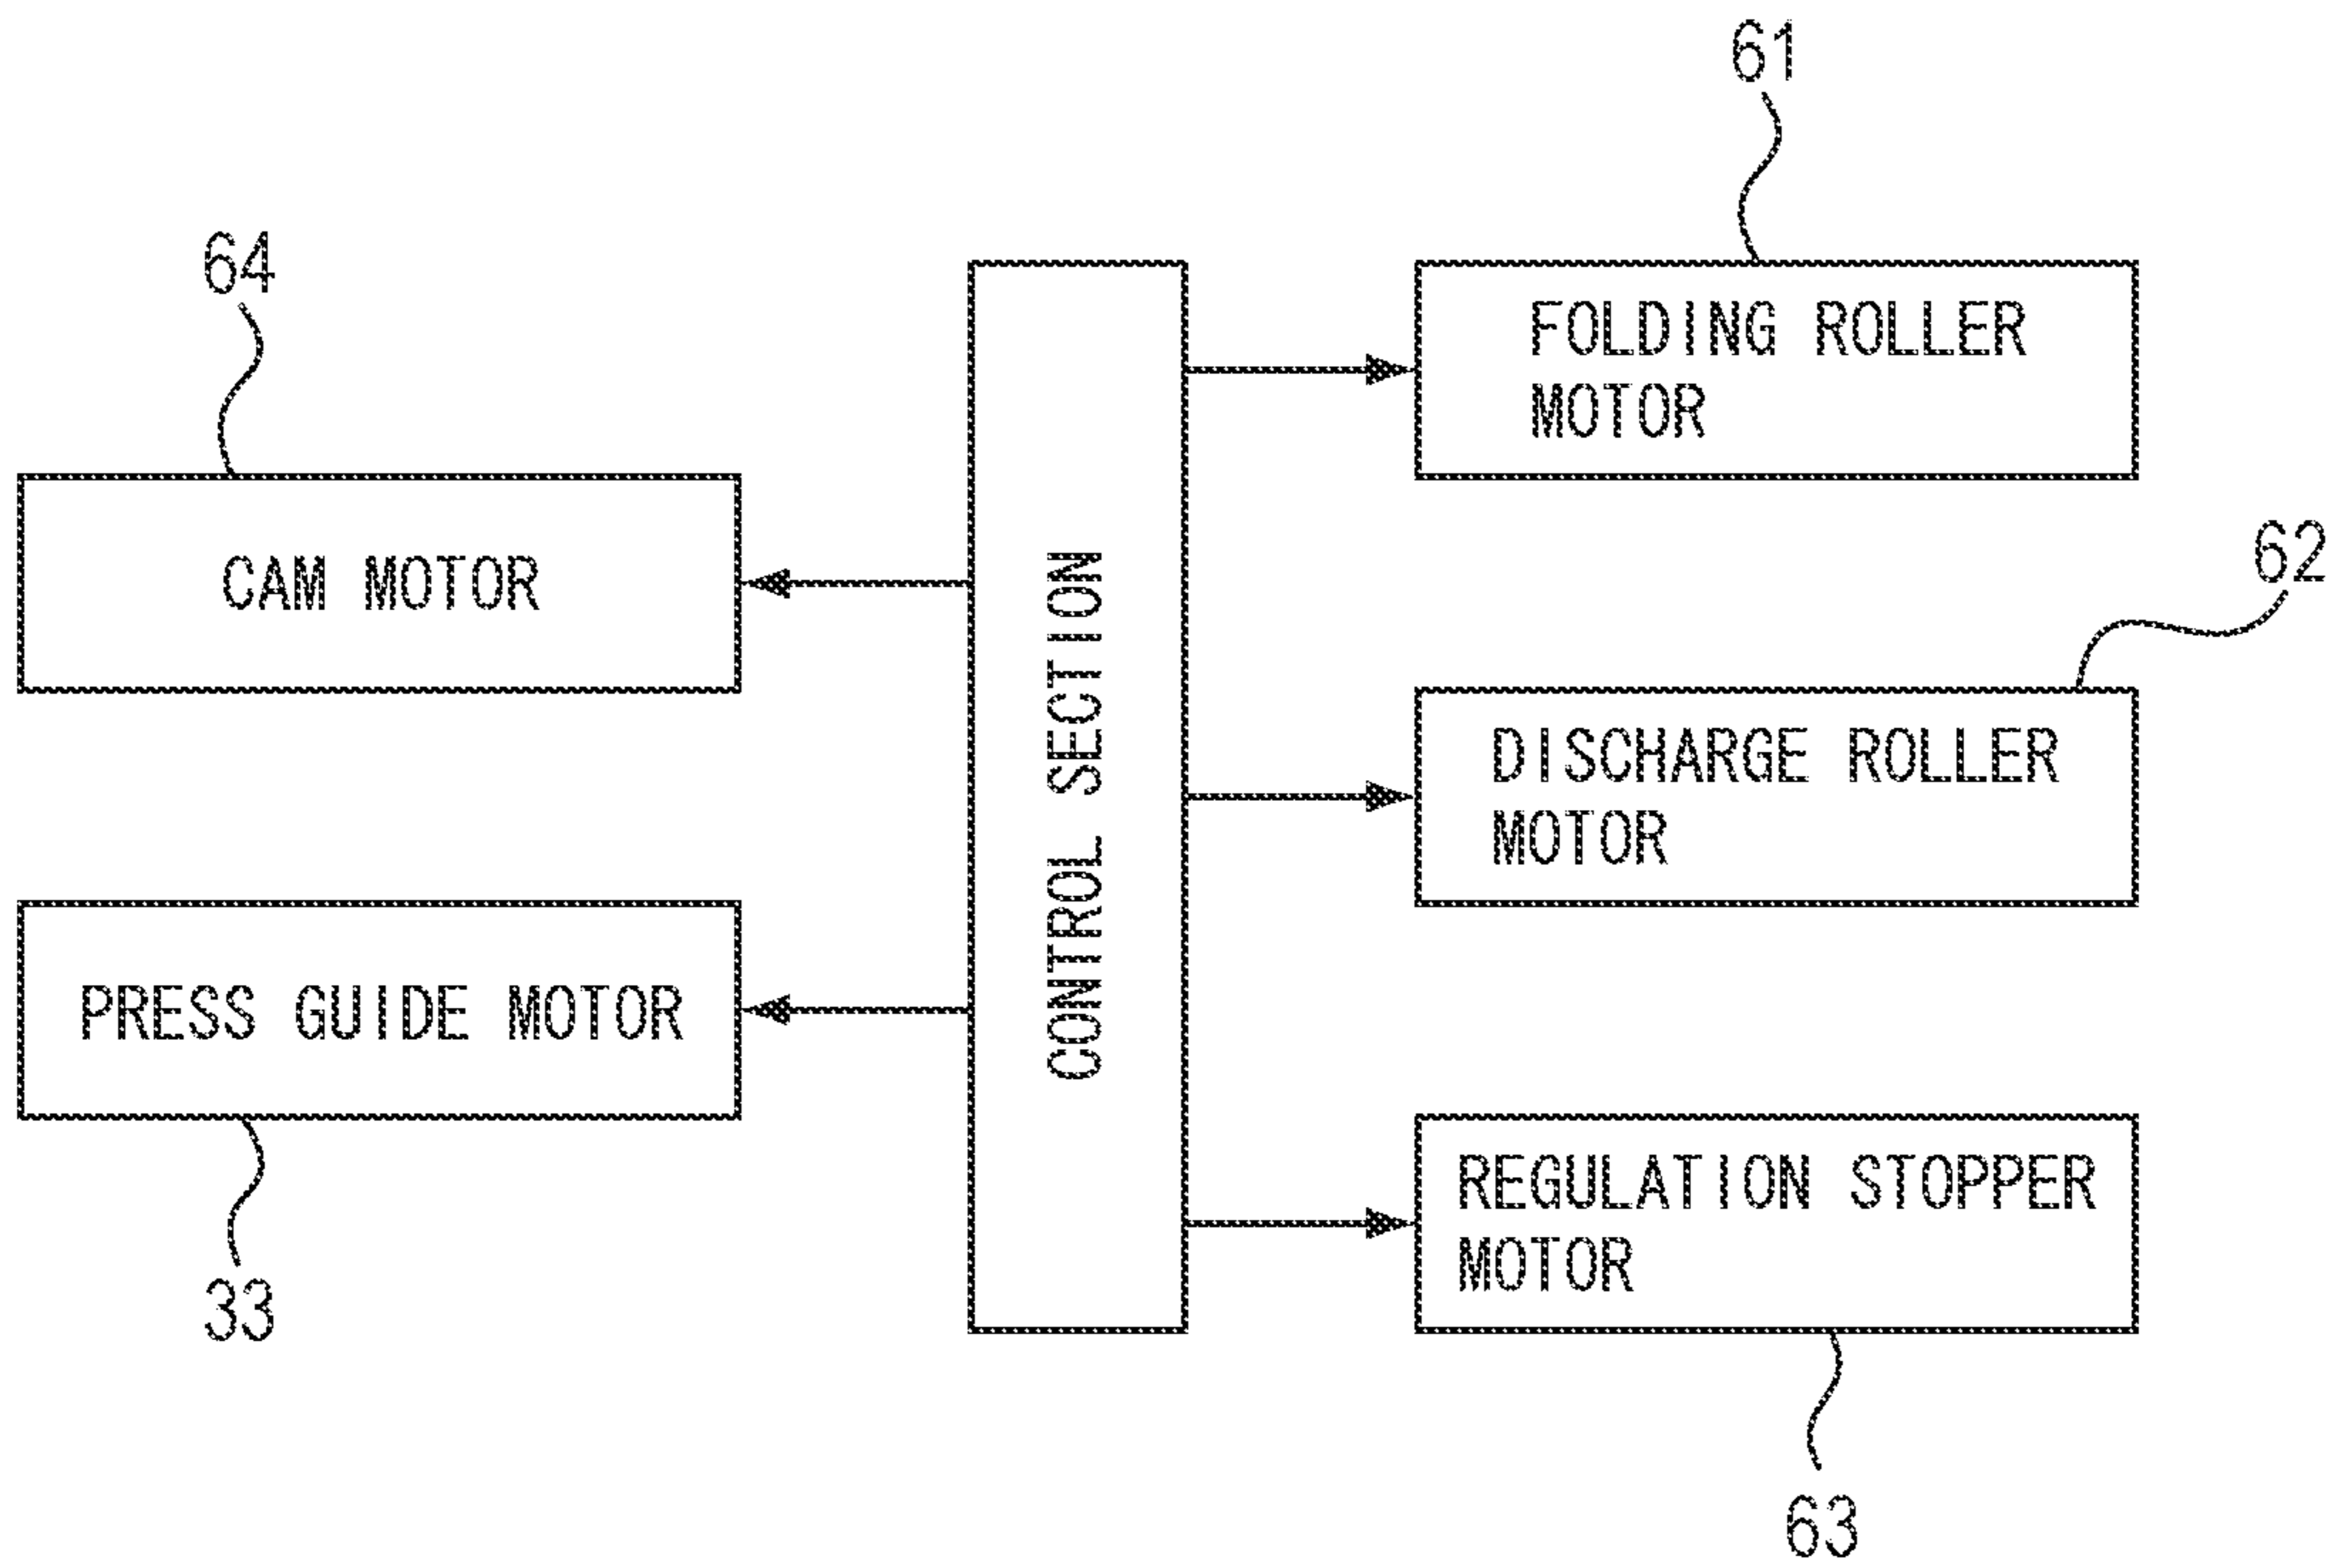 61
FOLDING ROLLER
MOTOR
64
CAM MOTOR
CONTROL SECTION
62
DISCHARGE ROLLER
MOTOR
PRESS GUIDE MOTOR
33
REGULATION STOPPER
MOTOR
63